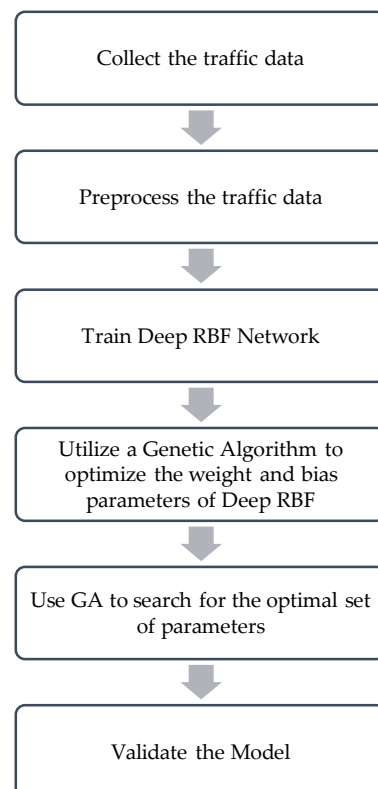 Collect the traffic data
Preprocess the traffic data
Train Deep RBF Network
Utilize a Genetic Algorithm to
optimize the weight and bias
parameters of Deep RBF
Use GA to search for the optimal set
of parameters
Validate the Model